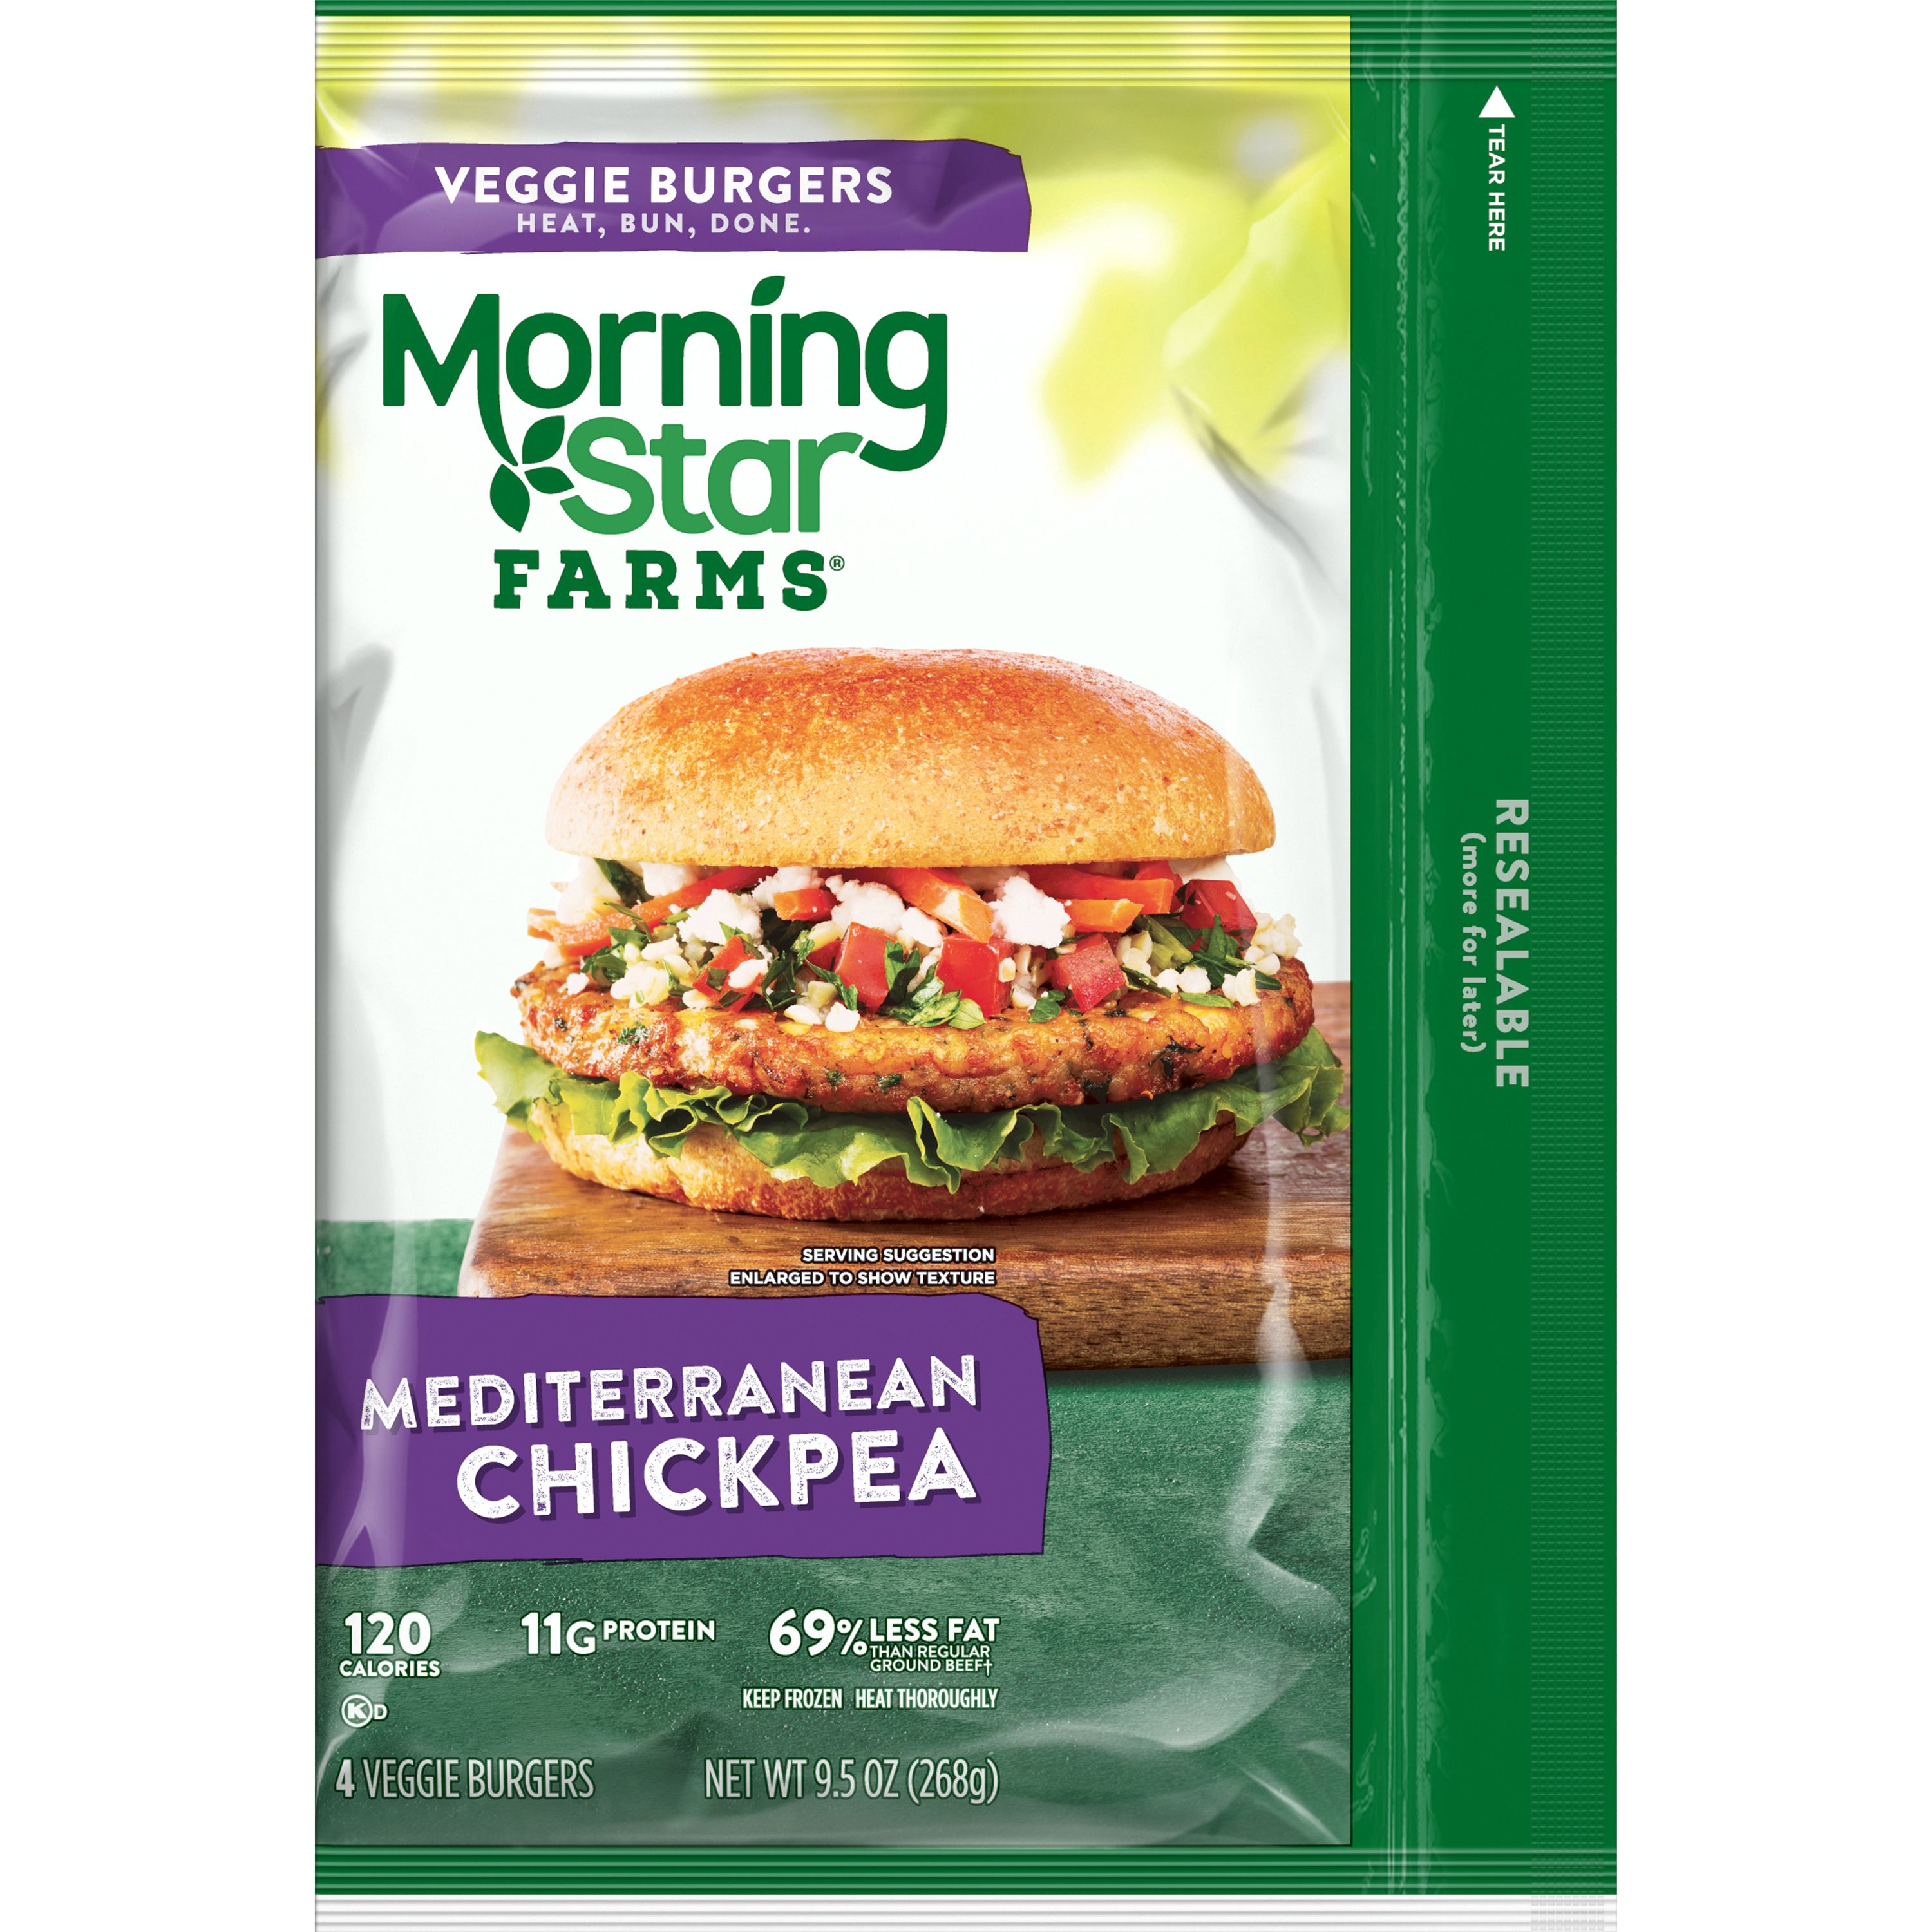 VEGGIE BURGERS
HEAT, BUN, DONE.
Morning
Star
FARMS®
SERVING SUGGESTION
ENLARGED TO SHOW TEXTURE
MEDITERRANEAN
CHICKPEA
120
CALORIES
11G PROTEIN
69% LESS FAT
THAN REGULAR
GROUND BEEF†
KEEP FROZEN HEAT THOROUGHLY
K D
4 VEGGIE BURGERS
NET WT 9.5 OZ (268g)
TEAR HERE
RESEALABLE
(more for later)